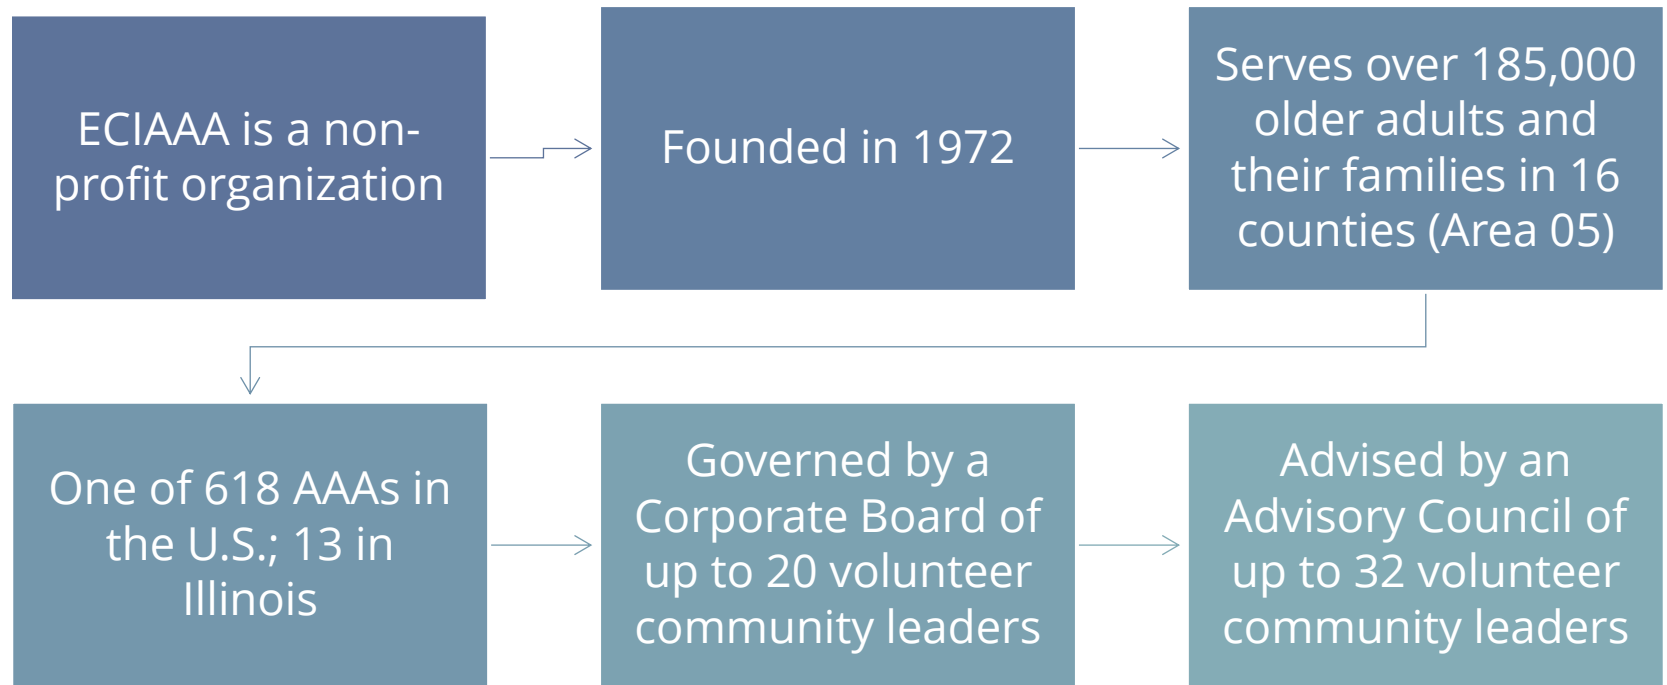 ECIAAA is a non-
profit organization
Founded in 1972
Serves over 185,000
older adults and
their families in 16
counties (Area 05)
One of 618 AAAs in
the U.S.; 13 in
Illinois
Governed by a
Corporate Board of
up to 20 volunteer
community leaders
Advised by an
Advisory Council of
up to 32 volunteer
community leaders